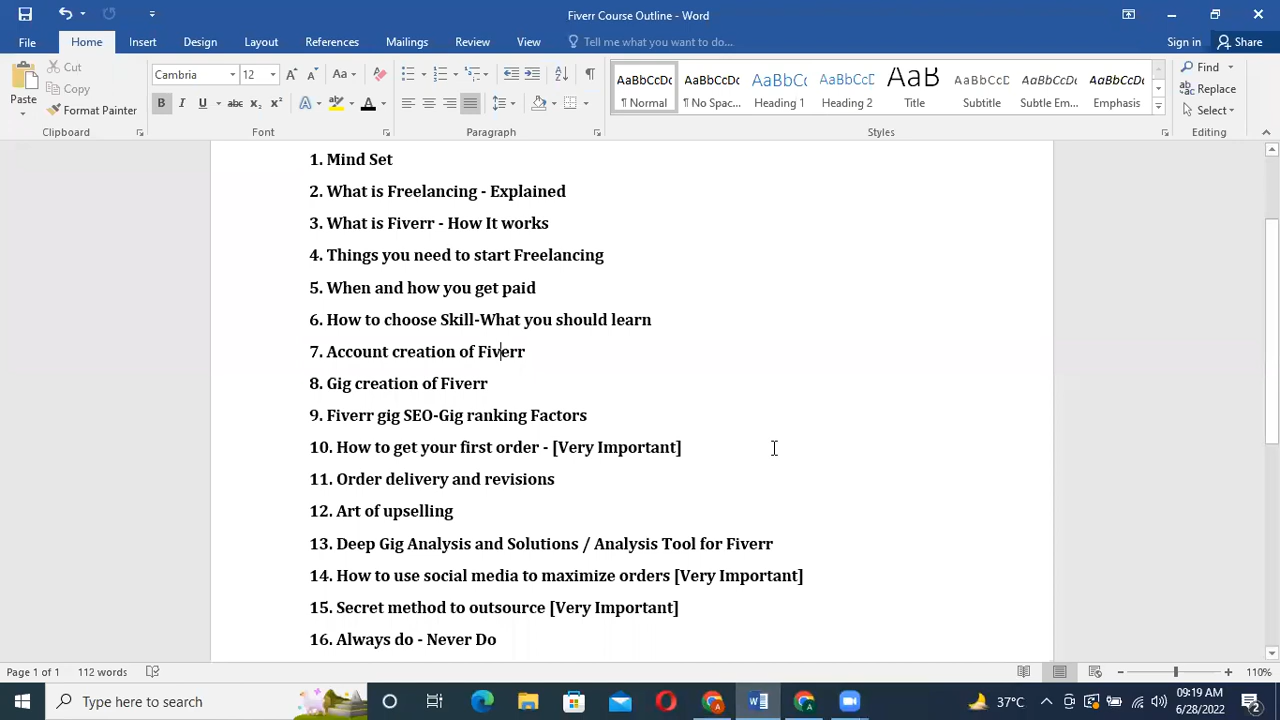 Fiverr Course Outline - Word
File Home Insert Design Layout References Mailings Review View Tell me what you want to do... Sign in Share
Paste Cut Copy Format Painter
Clipboard
Cambria 12 Aa
B I U abc x₂ x² A A
Font
Paragraph
AaBbCcDc ¶ Normal
AaBbCcDc ¶ No Spac...
AaBbCc Heading 1
AaBbCcD Heading 2
AaB Title
AaBbCcD Subtitle
AaBbCcDc Subtle Em...
AaBbCcDc Emphasis
Styles
Find
Replace
Select
Editing
1. Mind Set
2. What is Freelancing - Explained
3. What is Fiverr - How It works
4. Things you need to start Freelancing
5. When and how you get paid
6. How to choose Skill-What you should learn
7. Account creation of Fiverr
8. Gig creation of Fiverr
9. Fiverr gig SEO-Gig ranking Factors
10. How to get your first order - [Very Important]
11. Order delivery and revisions
12. Art of upselling
13. Deep Gig Analysis and Solutions / Analysis Tool for Fiverr
14. How to use social media to maximize orders [Very Important]
15. Secret method to outsource [Very Important]
16. Always do - Never Do
Page 1 of 1 112 words 110%
Type here to search 37°C 09:19 AM
6/28/2022